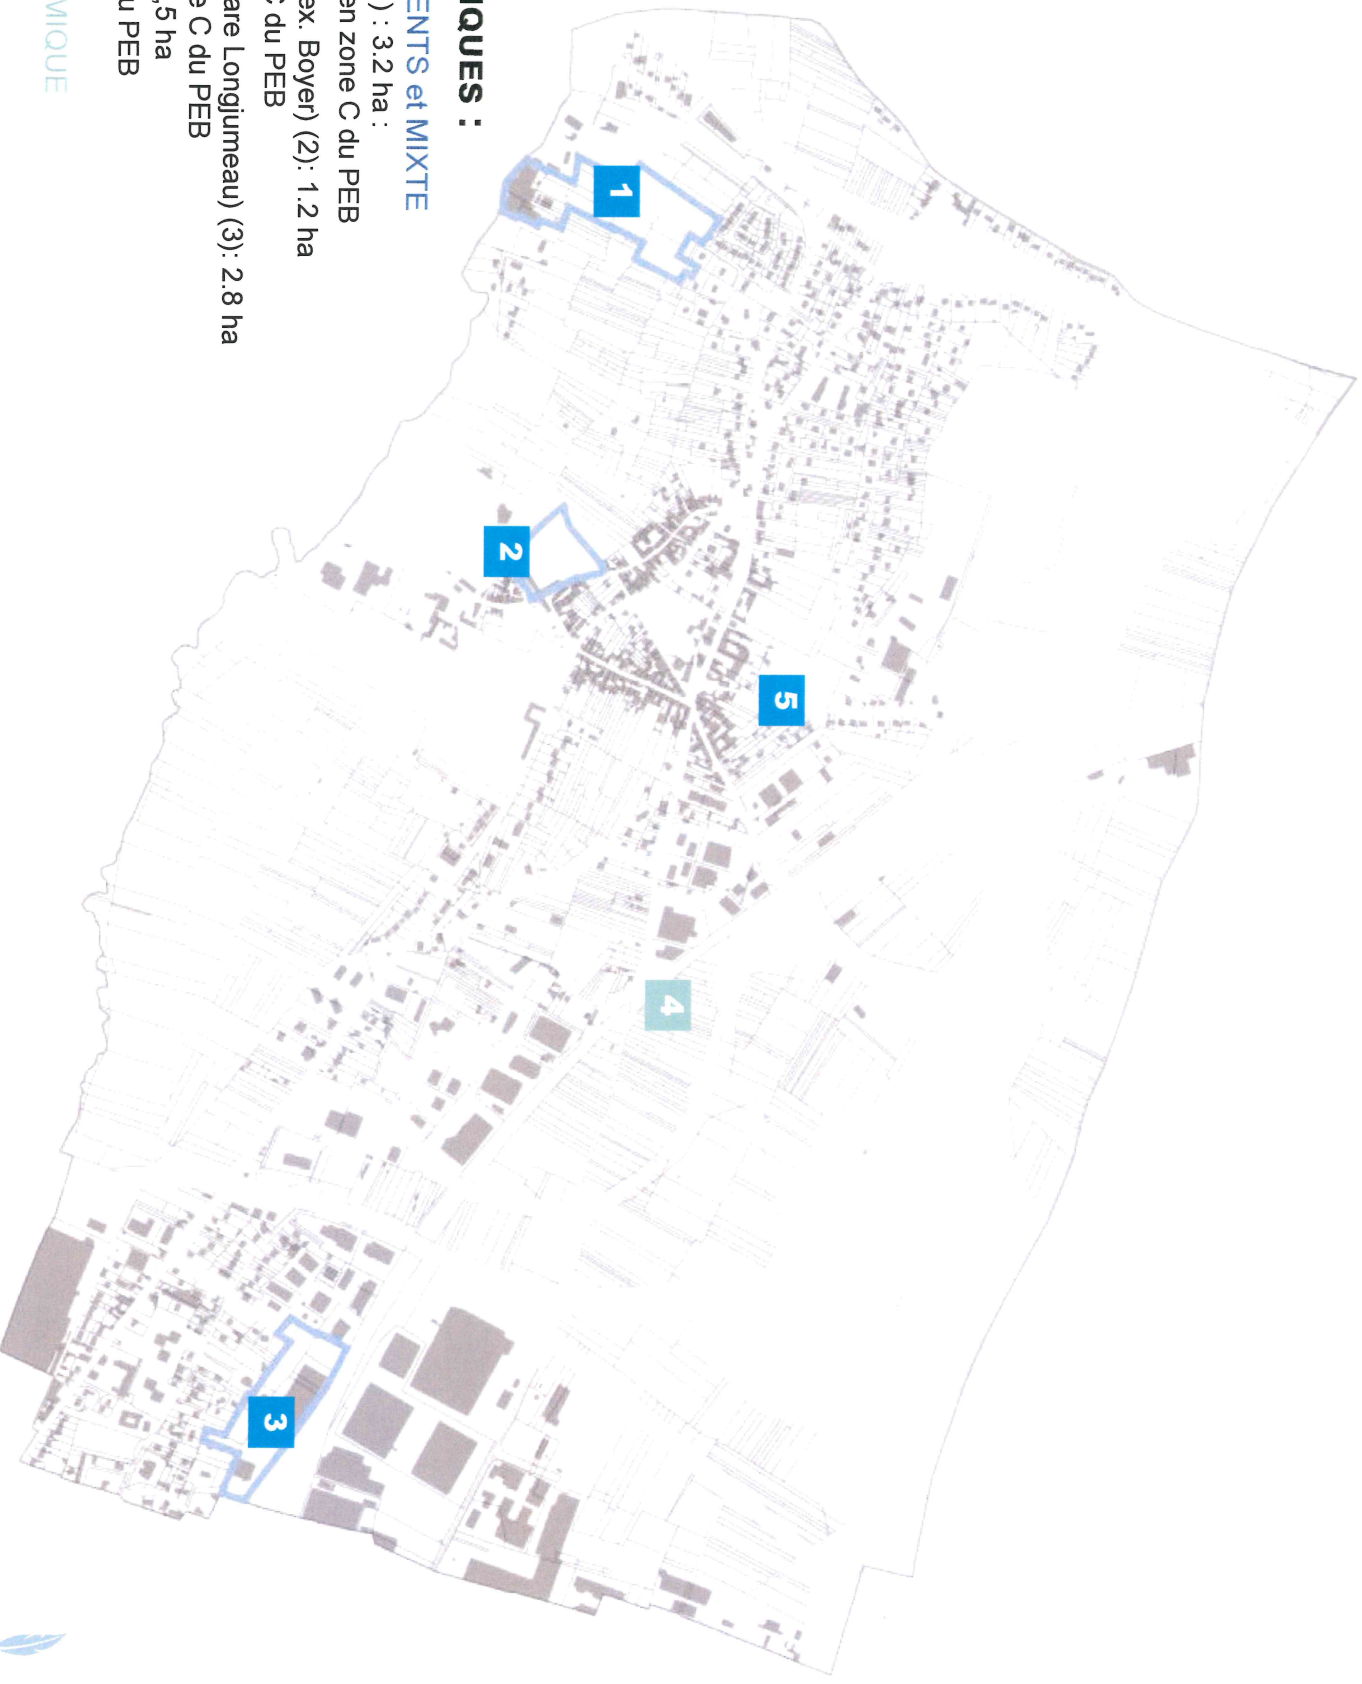 IQUES :
ENTS et MIXTE
) : 3.2 ha :
en zone C du PEB
ex. Boyer) (2): 1.2 ha
C du PEB
are Longjumeau) (3): 2.8 ha
e C du PEB
,5 ha
u PEB
MIQUE
1
2
5
4
3